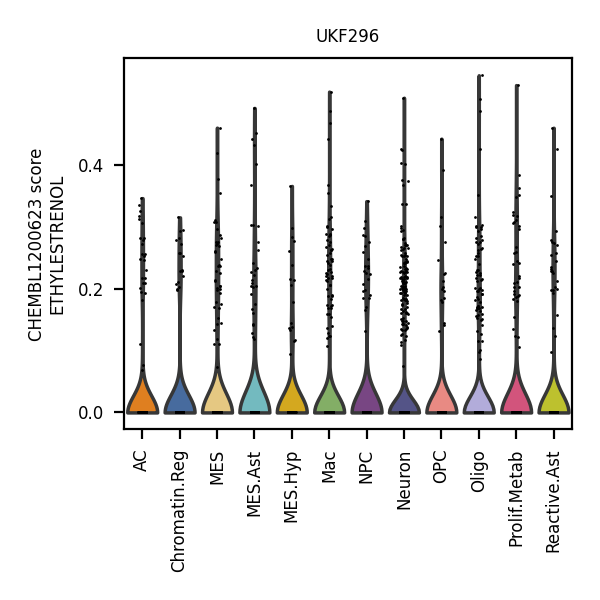 UKF296
CHEMBL1200623 score
ETHYLESTRENOL
0.4
0.2
0.0
AC
Chromatin.Reg
MES
MES.Ast
MES.Hyp
Mac
NPC
Neuron
OPC
Oligo
Prolif.Metab
Reactive.Ast